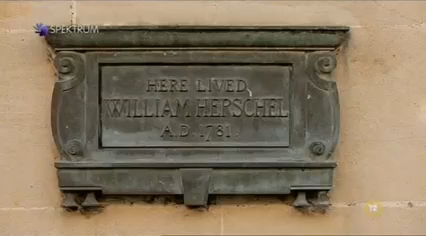 SPEKTRUM
HERE LIVED
WILLIAM HERSCHEL
A.D. 1781